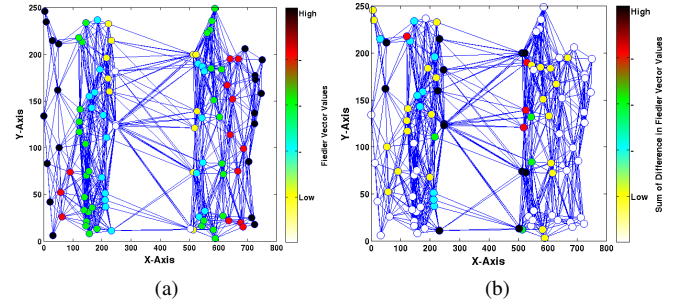 250
200
150
100
50
0
Y-Axis
0 100 200 300 400 500 600 700 800
X-Axis
High
Low
Fiedler Vector Values
(a)
250
200
150
100
50
0
Y-Axis
0 100 200 300 400 500 600 700 800
X-Axis
High
Low
Sum of Difference in Fiedler Vector Values
(b)